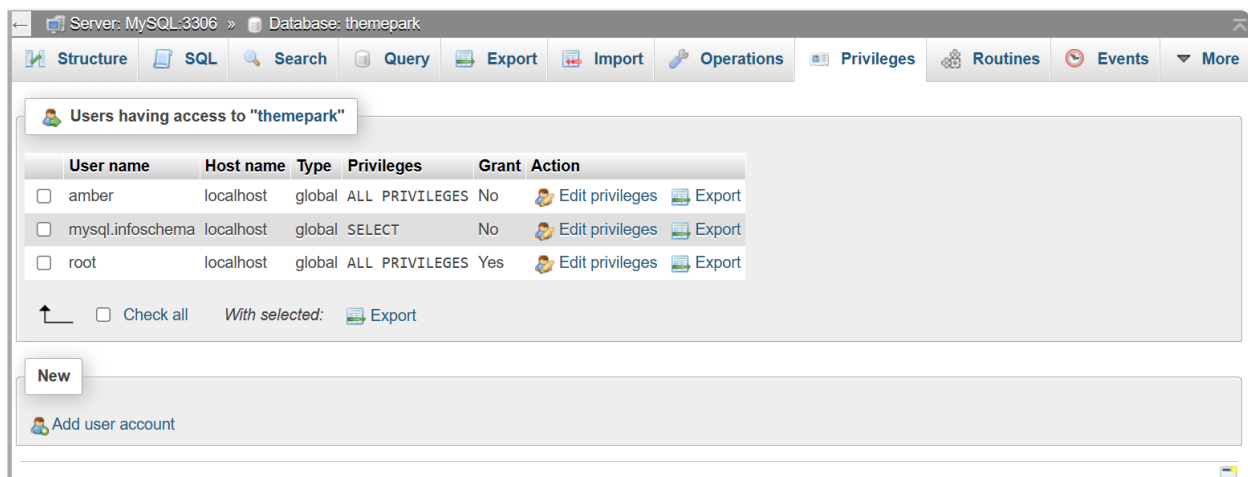 Server: MySQL:3306 » Database: themepark
Structure SQL Search Query Export Import Operations Privileges Routines Events More
Users having access to "themepark"
User name Host name Type Privileges Grant Action
amber localhost global ALL PRIVILEGES No Edit privileges Export
mysql.infoschema localhost global SELECT No Edit privileges Export
root localhost global ALL PRIVILEGES Yes Edit privileges Export
Check all With selected: Export
New
Add user account